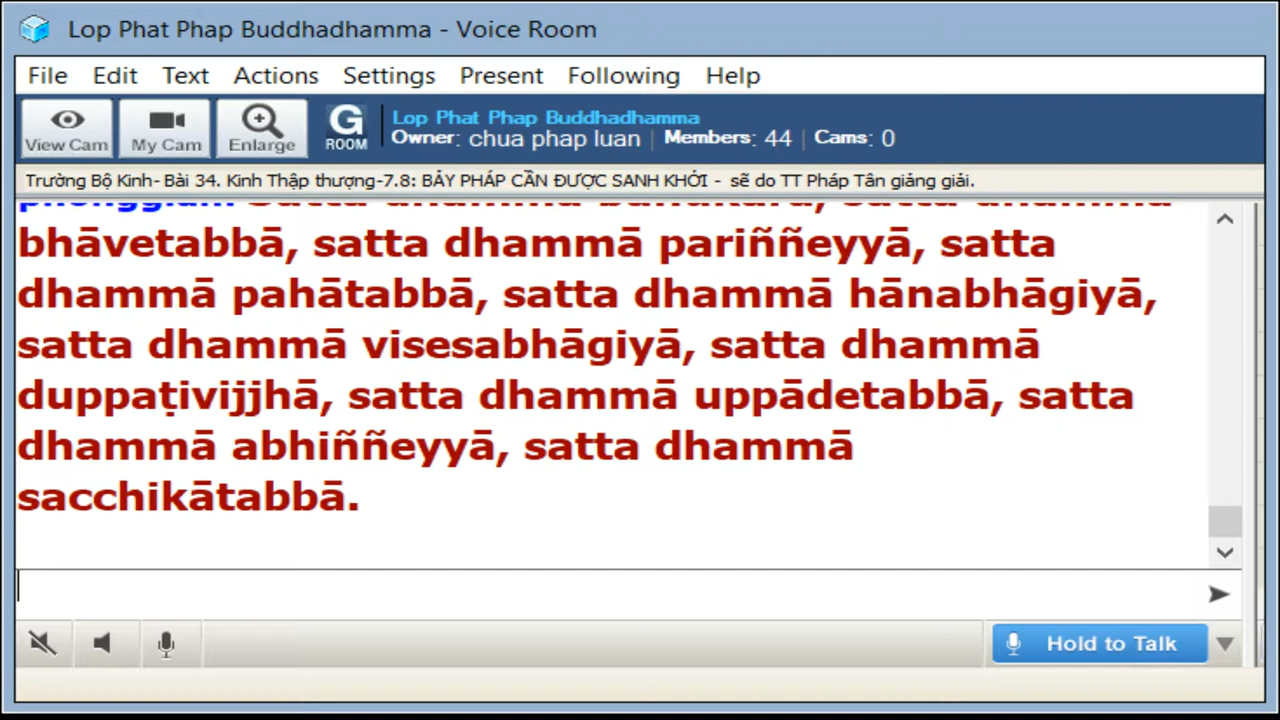 Lop Phat Phap Buddhadhamma - Voice Room
File Edit Text Actions Settings Present Following Help
View Cam My Cam Enlarge G ROOM
Lop Phat Phap Buddhadhamma
Owner: chua phap luan | Members: 44 | Cams: 0
Trường Bộ Kinh- Bài 34. Kinh Thập thượng-7.8: BẢY PHÁP CẦN ĐƯỢC SANH KHỞI - sẽ do TT Pháp Tân giảng giải.
bhāvetabbā, satta dhammā pariññeyyā, satta
dhammā pahātabbā, satta dhammā hānabhāgiyā,
satta dhammā visesabhāgiyā, satta dhammā
duppaṭivijjhā, satta dhammā uppādetabbā, satta
dhammā abhiññeyyā, satta dhammā
sacchikātabbā.
Hold to Talk